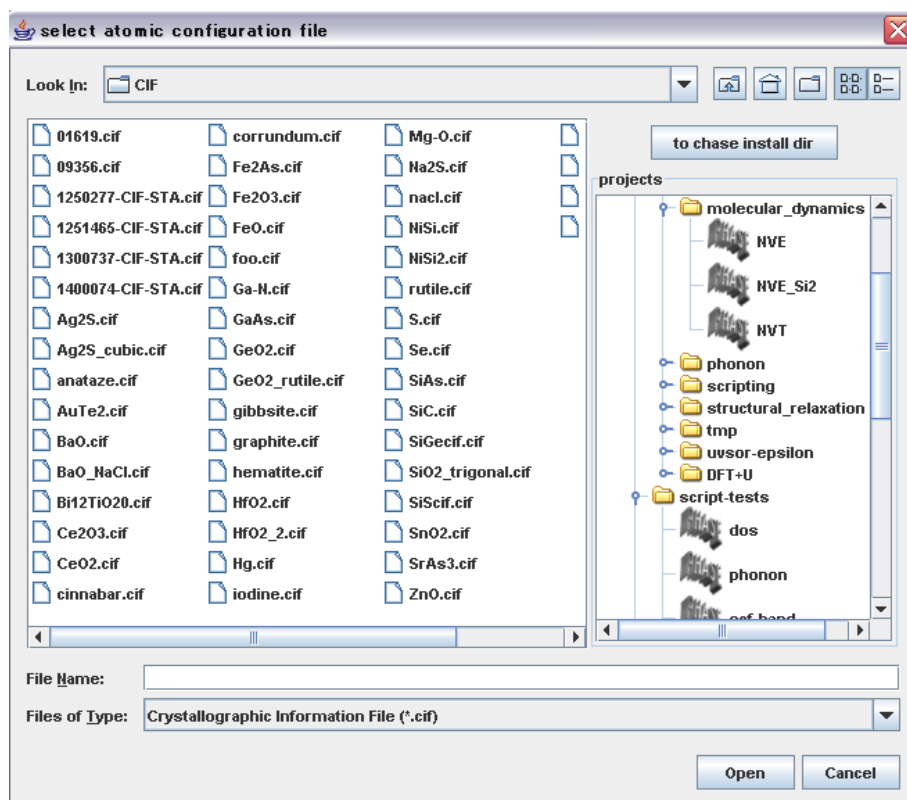 select atomic configuration file
Look In: CIF
01619.cif
09356.cif
1250277-CIF-STA.cif
1251465-CIF-STA.cif
1300737-CIF-STA.cif
1400074-CIF-STA.cif
Ag2S.cif
Ag2S_cubic.cif
anataze.cif
AuTe2.cif
BaO.cif
BaO_NaCl.cif
Bi12TiO20.cif
Ce2O3.cif
CeO2.cif
cinnabar.cif
corrundum.cif
Fe2As.cif
Fe2O3.cif
FeO.cif
foo.cif
Ga-N.cif
GaAs.cif
GeO2.cif
GeO2_rutile.cif
gibbsite.cif
graphite.cif
hematite.cif
HfO2.cif
HfO2_2.cif
Hg.cif
iodine.cif
Mg-O.cif
Na2S.cif
nacl.cif
NiSi.cif
NiSi2.cif
rutile.cif
S.cif
Se.cif
SiAs.cif
SiC.cif
SiGecif.cif
SiO2_trigonal.cif
SiScif.cif
SnO2.cif
SrAs3.cif
ZnO.cif
to chase install dir
projects
molecular_dynamics
NVE
NVE_Si2
NVT
phonon
scripting
structural_relaxation
tmp
uvsor-epsilon
DFT+U
script-tests
dos
phonon
File Name:
Files of Type: Crystallographic Information File (*.cif)
Open Cancel